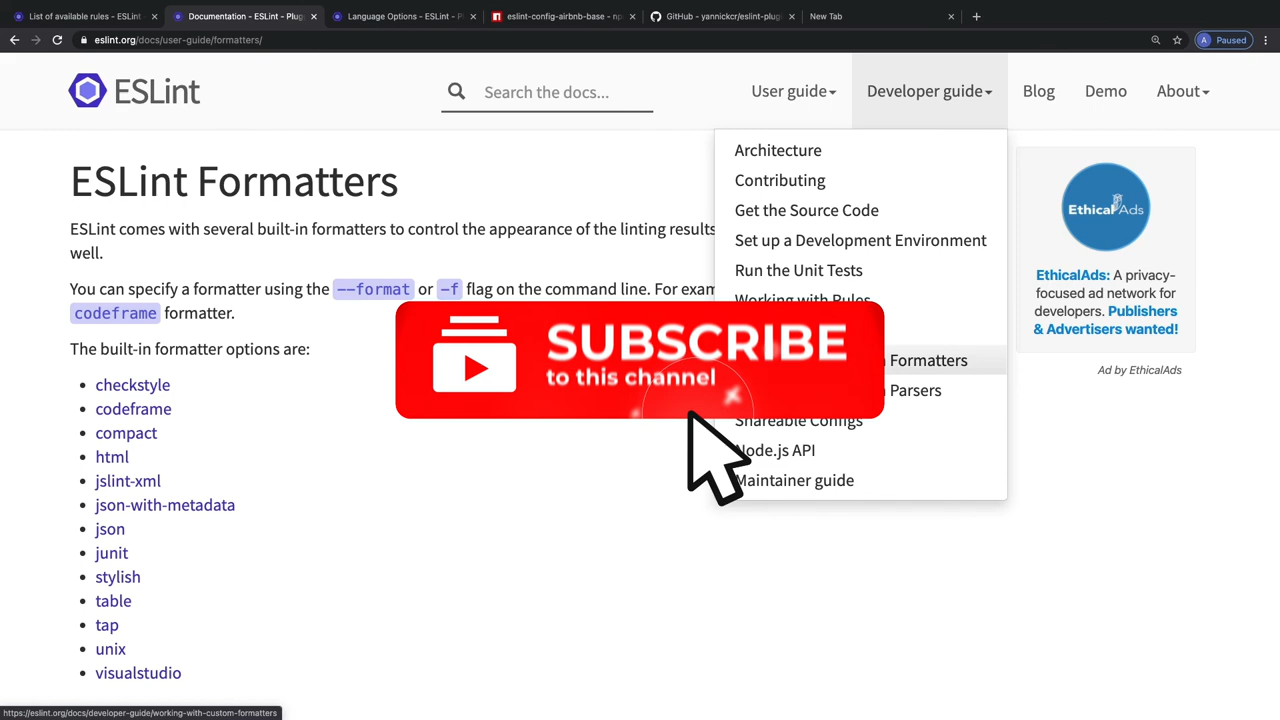 List of available rules - ESLint
Documentation - ESLint - Plug
Language Options - ESLint - P
eslint-config-airbnb-base - np
GitHub - yannickcr/eslint-plug
New Tab
eslint.org/docs/user-guide/formatters/
A Paused
ESLint
Search the docs...
User guide
Developer guide
Blog
Demo
About
Architecture
Contributing
Get the Source Code
Set up a Development Environment
Run the Unit Tests
Working with Rules
Formatters
Parsers
Shareable Configs
Node.js API
Maintainer guide
ESLint Formatters
ESLint comes with several built-in formatters to control the appearance of the linting results
well.
You can specify a formatter using the --format or -f flag on the command line. For exam
codeframe formatter.
The built-in formatter options are:
checkstyle
codeframe
compact
html
jslint-xml
json-with-metadata
json
junit
stylish
table
tap
unix
visualstudio
SUBSCRIBE
to this channel
EthicalAds
EthicalAds: A privacy-
focused ad network for
developers. Publishers
& Advertisers wanted!
Ad by EthicalAds
https://eslint.org/docs/developer-guide/working-with-custom-formatters